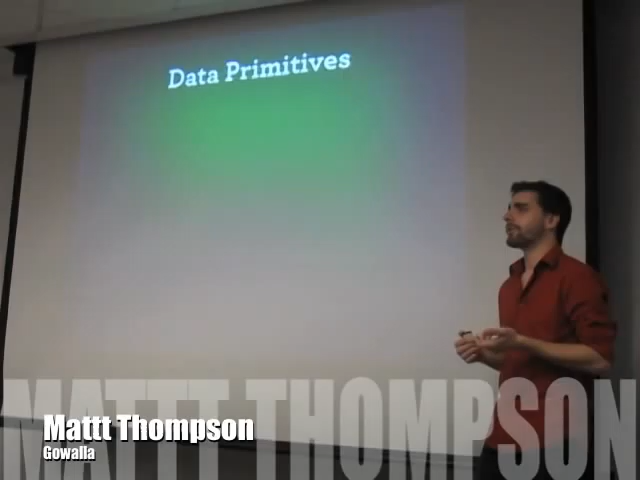 Data Primitives
MATTT THOMPSON
Mattt Thompson
Gowalla